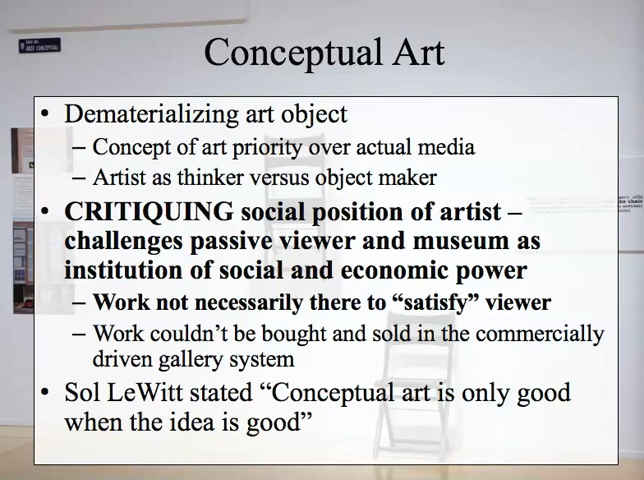 BEER CONCEPTUAL
Conceptual Art
• Dematerializing art object
– Concept of art priority over actual media
– Artist as thinker versus object maker
• CRITIQUING social position of artist –
challenges passive viewer and museum as
institution of social and economic power
– Work not necessarily there to “satisfy” viewer
– Work couldn’t be bought and sold in the commercially
driven gallery system
• Sol LeWitt stated “Conceptual art is only good
when the idea is good”